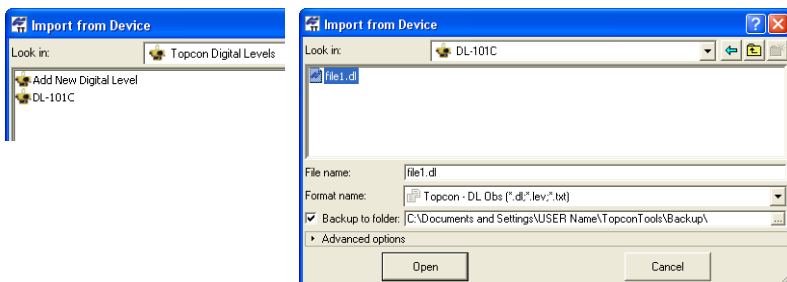 Import from Device
Look in: Topcon Digital Levels
Add New Digital Level
DL-101C
Import from Device
Look in: DL-101C
file1.dl
File name: file1.dl
Format name: Topcon - DL Obs (*.dl;*.lev;*.txt)
Backup to folder: C:\Documents and Settings\USER Name\TopconTools\Backup\ ...
Advanced options
Open Cancel